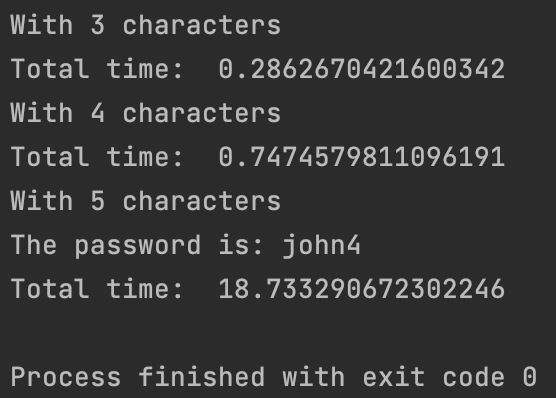 With 3 characters
Total time:  0.2862670421600342
With 4 characters
Total time:  0.7474579811096191
With 5 characters
The password is: john4
Total time:  18.733290672302246
Process finished with exit code 0